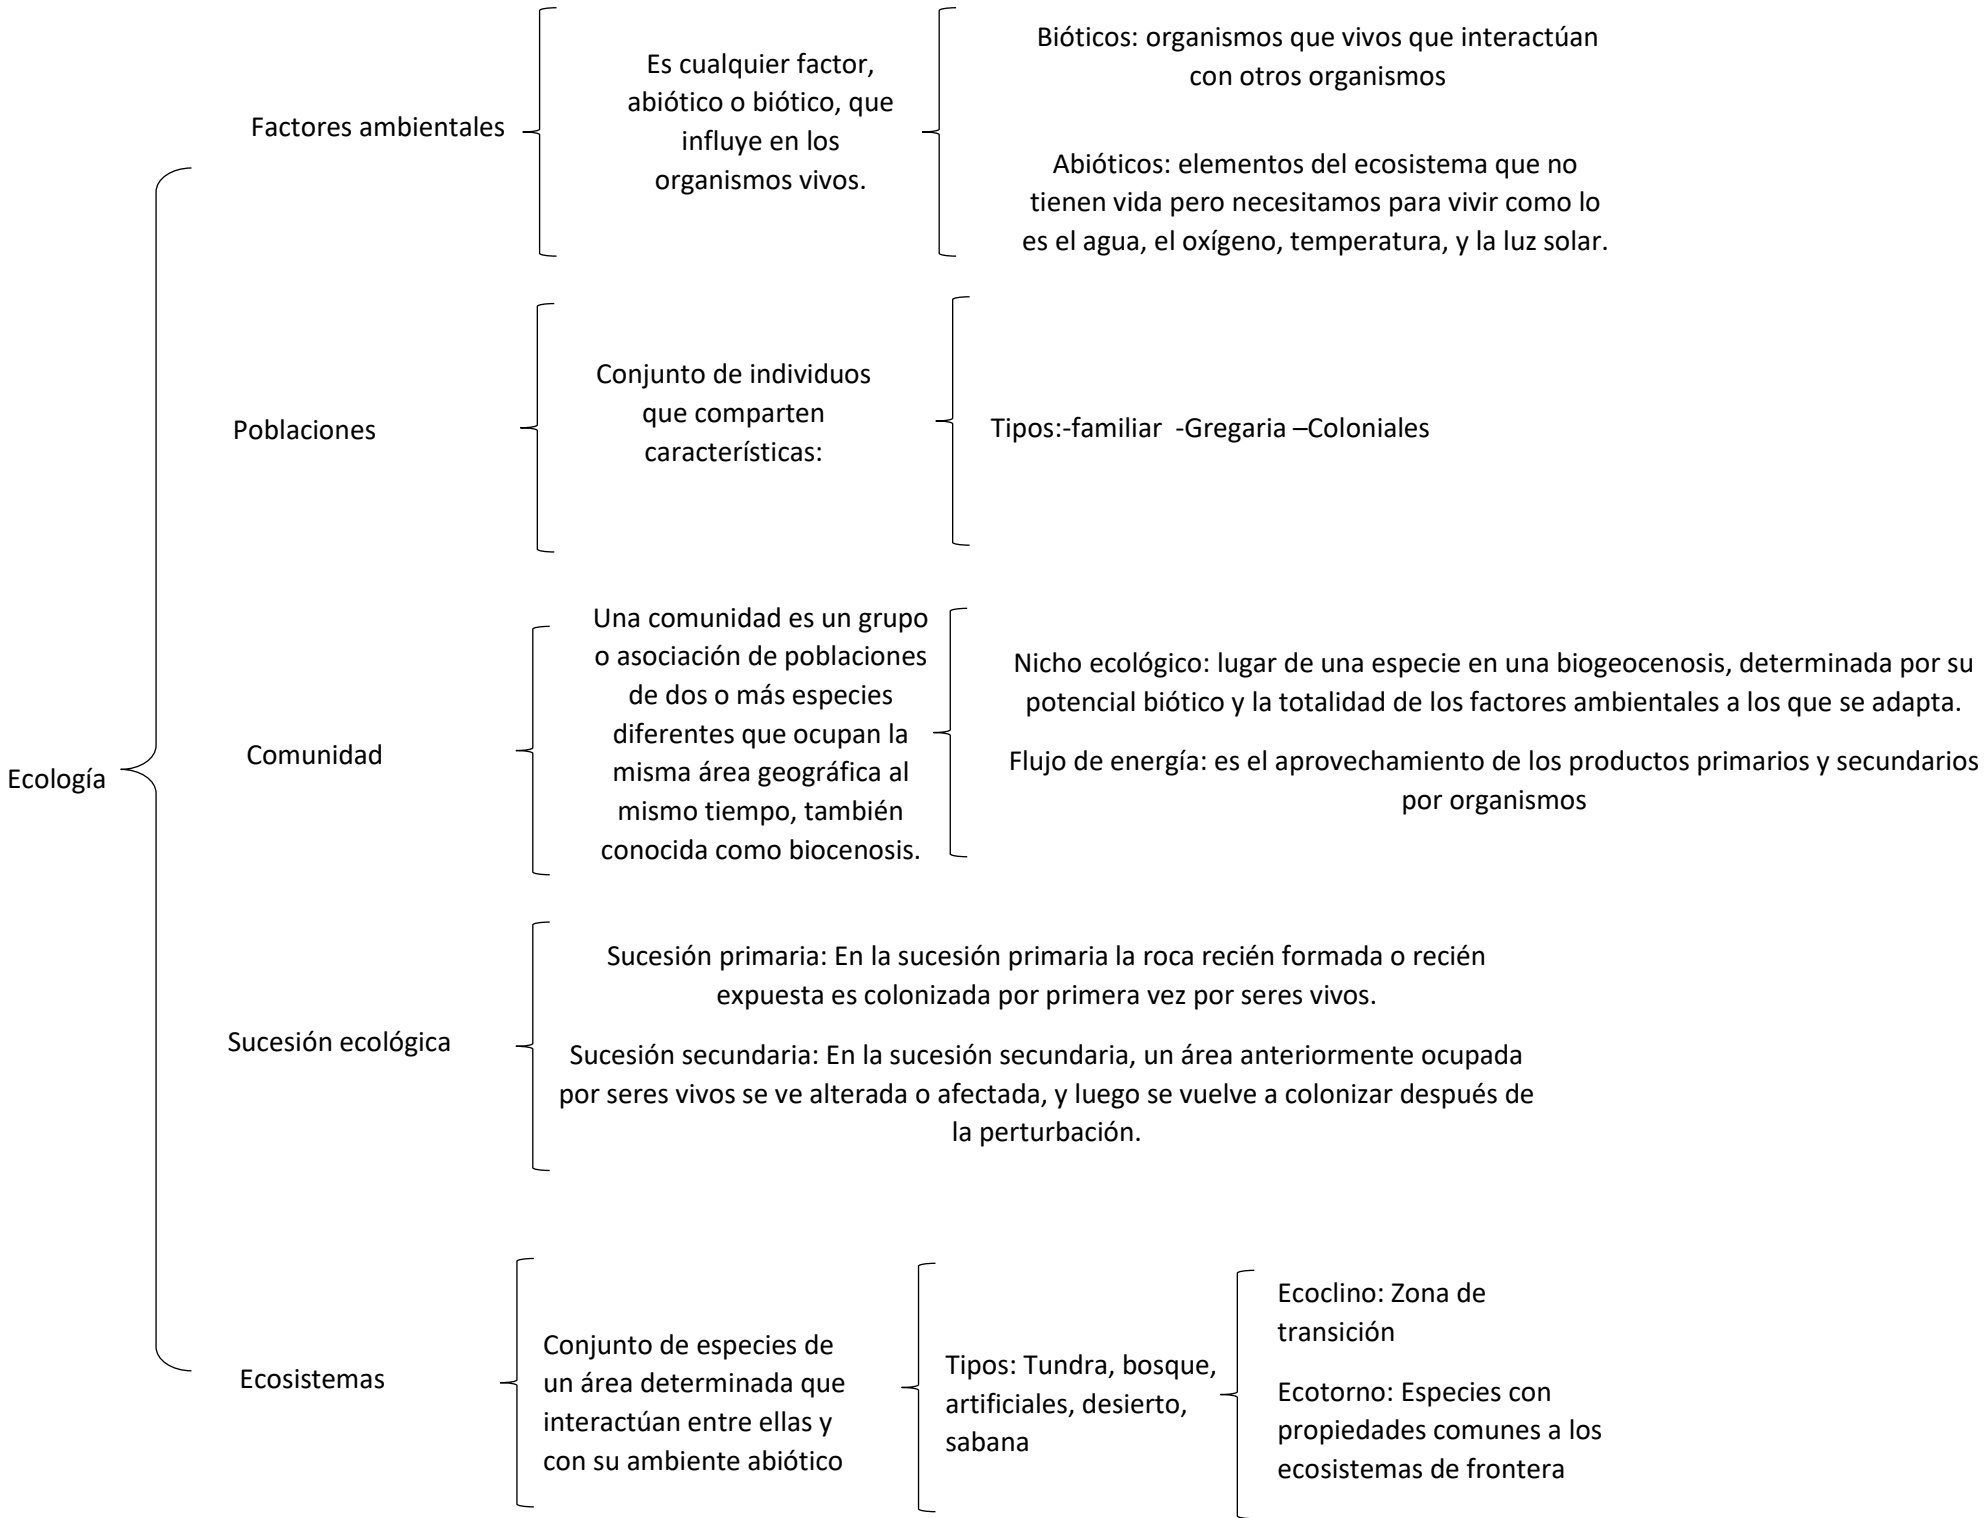 Ecología
Factores ambientales
Es cualquier factor,
abiótico o biótico, que
influye en los
organismos vivos.
Bióticos: organismos que vivos que interactúan
con otros organismos
Abióticos: elementos del ecosistema que no
tienen vida pero necesitamos para vivir como lo
es el agua, el oxígeno, temperatura, y la luz solar.
Poblaciones
Conjunto de individuos
que comparten
características:
Tipos:-familiar  -Gregaria –Coloniales
Comunidad
Una comunidad es un grupo
o asociación de poblaciones
de dos o más especies
diferentes que ocupan la
misma área geográfica al
mismo tiempo, también
conocida como biocenosis.
Nicho ecológico: lugar de una especie en una biogeocenosis, determinada por su
potencial biótico y la totalidad de los factores ambientales a los que se adapta.
Flujo de energía: es el aprovechamiento de los productos primarios y secundarios
por organismos
Sucesión ecológica
Sucesión primaria: En la sucesión primaria la roca recién formada o recién
expuesta es colonizada por primera vez por seres vivos.
Sucesión secundaria: En la sucesión secundaria, un área anteriormente ocupada
por seres vivos se ve alterada o afectada, y luego se vuelve a colonizar después de
la perturbación.
Ecosistemas
Conjunto de especies de
un área determinada que
interactúan entre ellas y
con su ambiente abiótico
Tipos: Tundra, bosque,
artificiales, desierto,
sabana
Ecoclino: Zona de
transición
Ecotorno: Especies con
propiedades comunes a los
ecosistemas de frontera